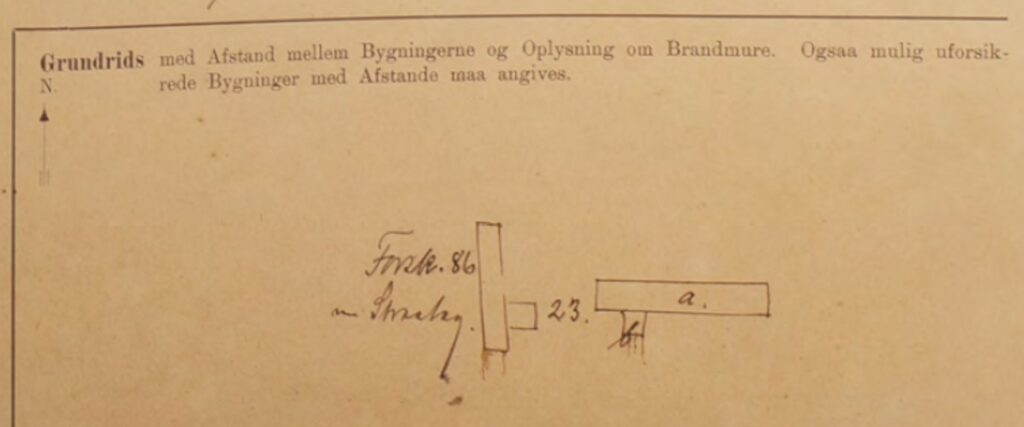 Grundrids med Afstand mellem Bygningerne og Oplysning om Brandmure. Ogsaa mulig uforsik-
N. rede Bygninger med Afstande maa angives.
Forsk. 86
m Straatag.
23.
a.
b